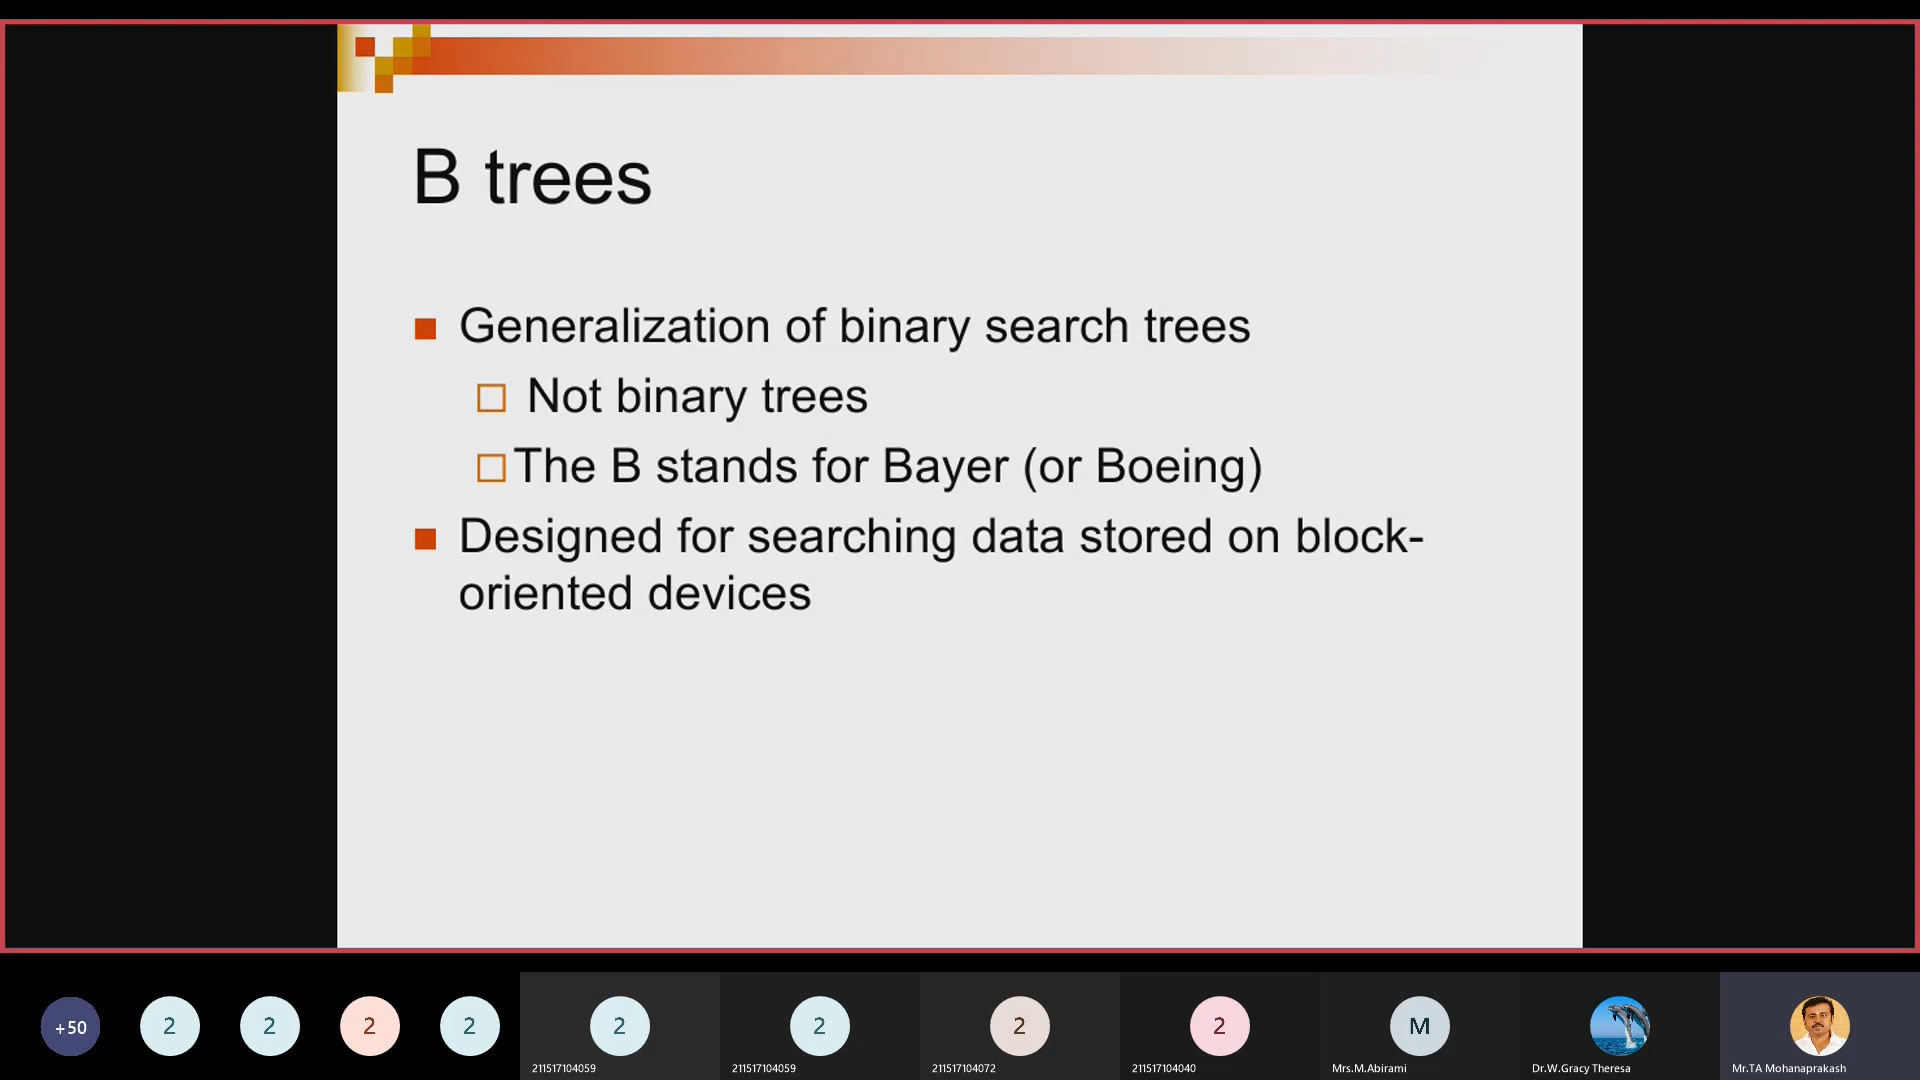 B trees
Generalization of binary search trees
Not binary trees
The B stands for Bayer (or Boeing)
Designed for searching data stored on block-
oriented devices
+50
2
2
2
2
2
2
2
2
M
211517104059
211517104059
211517104072
211517104040
Mrs.M.Abirami
Dr.W.Gracy Theresa
Mr.TA Mohanaprakash